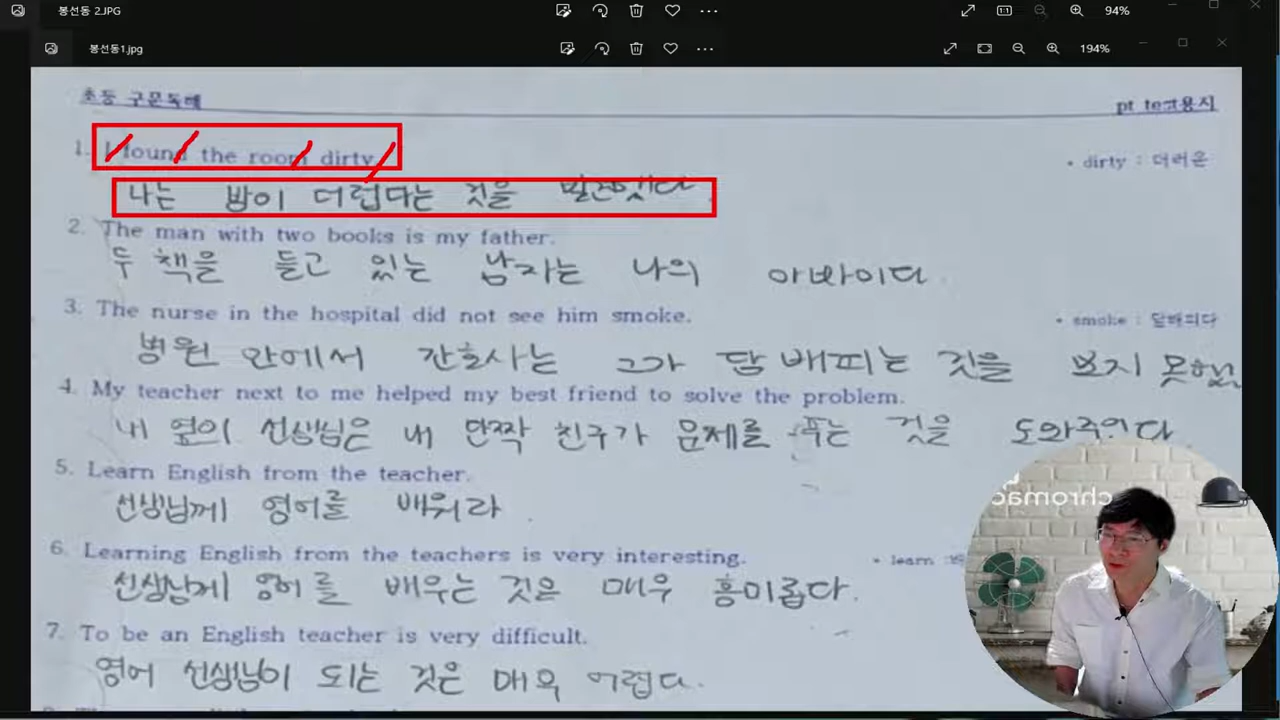 봉선동 2.JPG
94%
봉선동1.jpg
194%
초등 구문독해
pt test용지
1. I found the room dirty.
• dirty : 더러운
나는 방이 더럽다는 것을 발견했다.
2. The man with two books is my father.
두 책을 들고 있는 남자는 나의 아빠이다.
3. The nurse in the hospital did not see him smoke.
• smoke : 담배피다
병원 안에서 간호사는 그가 담배피는 것을 보지 못했
4. My teacher next to me helped my best friend to solve the problem.
내 옆의 선생님은 내 단짝 친구가 문제를 푸는 것을 도와주었다
5. Learn English from the teacher.
선생님께 영어를 배워라.
6. Learning English from the teachers is very interesting.
• learn :
선생님께 영어를 배우는 것은 매우 흥미롭다.
7. To be an English teacher is very difficult.
영어 선생님이 되는 것은 매우 어렵다.
chromac